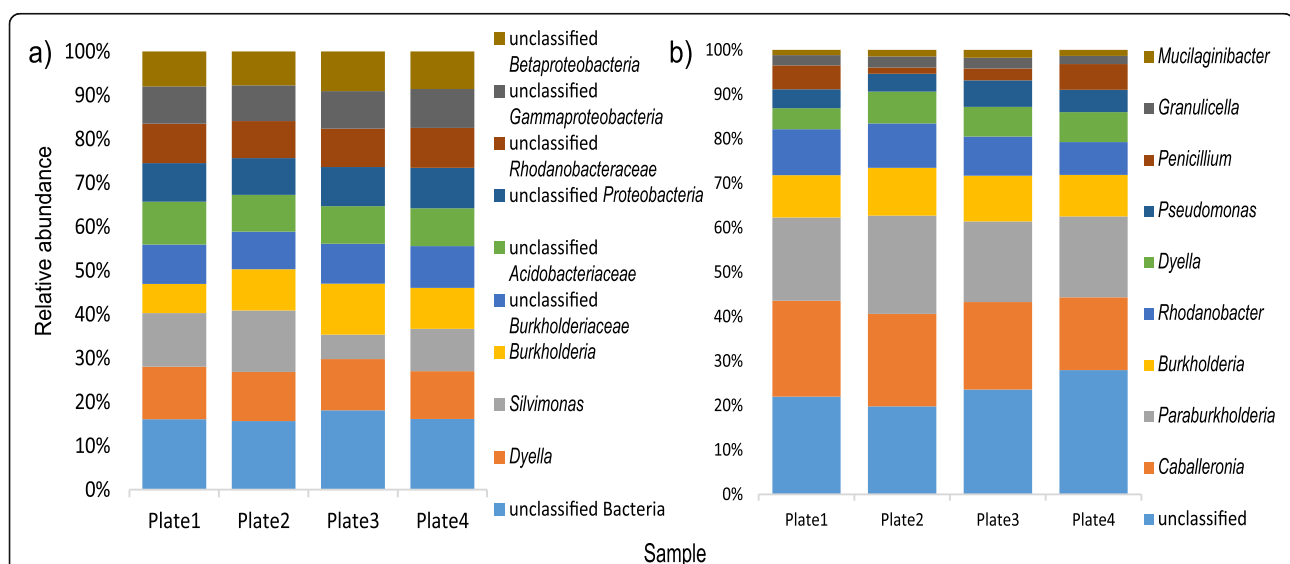 a)
100%
90%
80%
70%
60%
50%
40%
30%
20%
10%
0%
Relative abundance
Plate1 Plate2 Plate3 Plate4
unclassified
Betaproteobacteria
unclassified
Gammaproteobacteria
unclassified
Rhodanobacteraceae
unclassified Proteobacteria
unclassified
Acidobacteriaceae
unclassified
Burkholderiaceae
Burkholderia
Silvimonas
Dyella
unclassified Bacteria
b)
100%
90%
80%
70%
60%
50%
40%
30%
20%
10%
0%
Plate1 Plate2 Plate3 Plate4
Mucilaginibacter
Granulicella
Penicillium
Pseudomonas
Dyella
Rhodanobacter
Burkholderia
Paraburkholderia
Caballeronia
unclassified
Sample